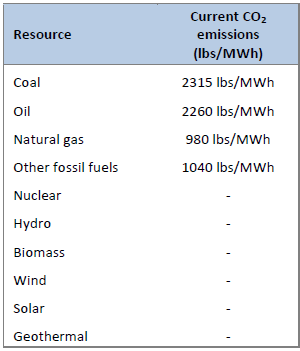 Resource Current CO₂ emissions (lbs/MWh)
Coal 2315 lbs/MWh
Oil 2260 lbs/MWh
Natural gas 980 lbs/MWh
Other fossil fuels 1040 lbs/MWh
Nuclear -
Hydro -
Biomass -
Wind -
Solar -
Geothermal -